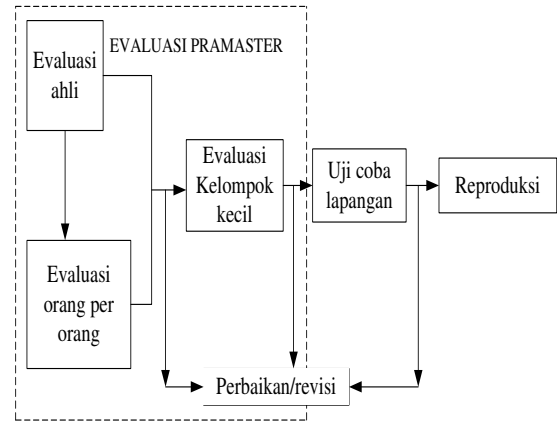 EVALUASI PRAMASTER
Evaluasi
ahli
Evaluasi
Kelompok
kecil
Uji coba
lapangan
Reproduksi
Evaluasi
orang per
orang
Perbaikan/revisi